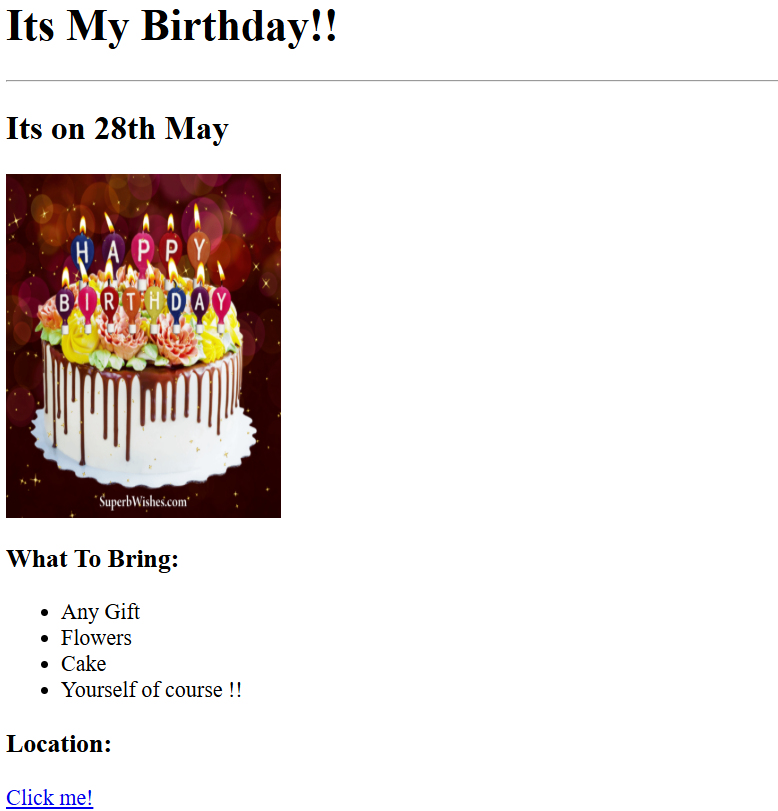 Its My Birthday!!
Its on 28th May
HAPPY
BIRTHDAY
SuperbWishes.com
What To Bring:
Any Gift
Flowers
Cake
Yourself of course !!
Location:
Click me!